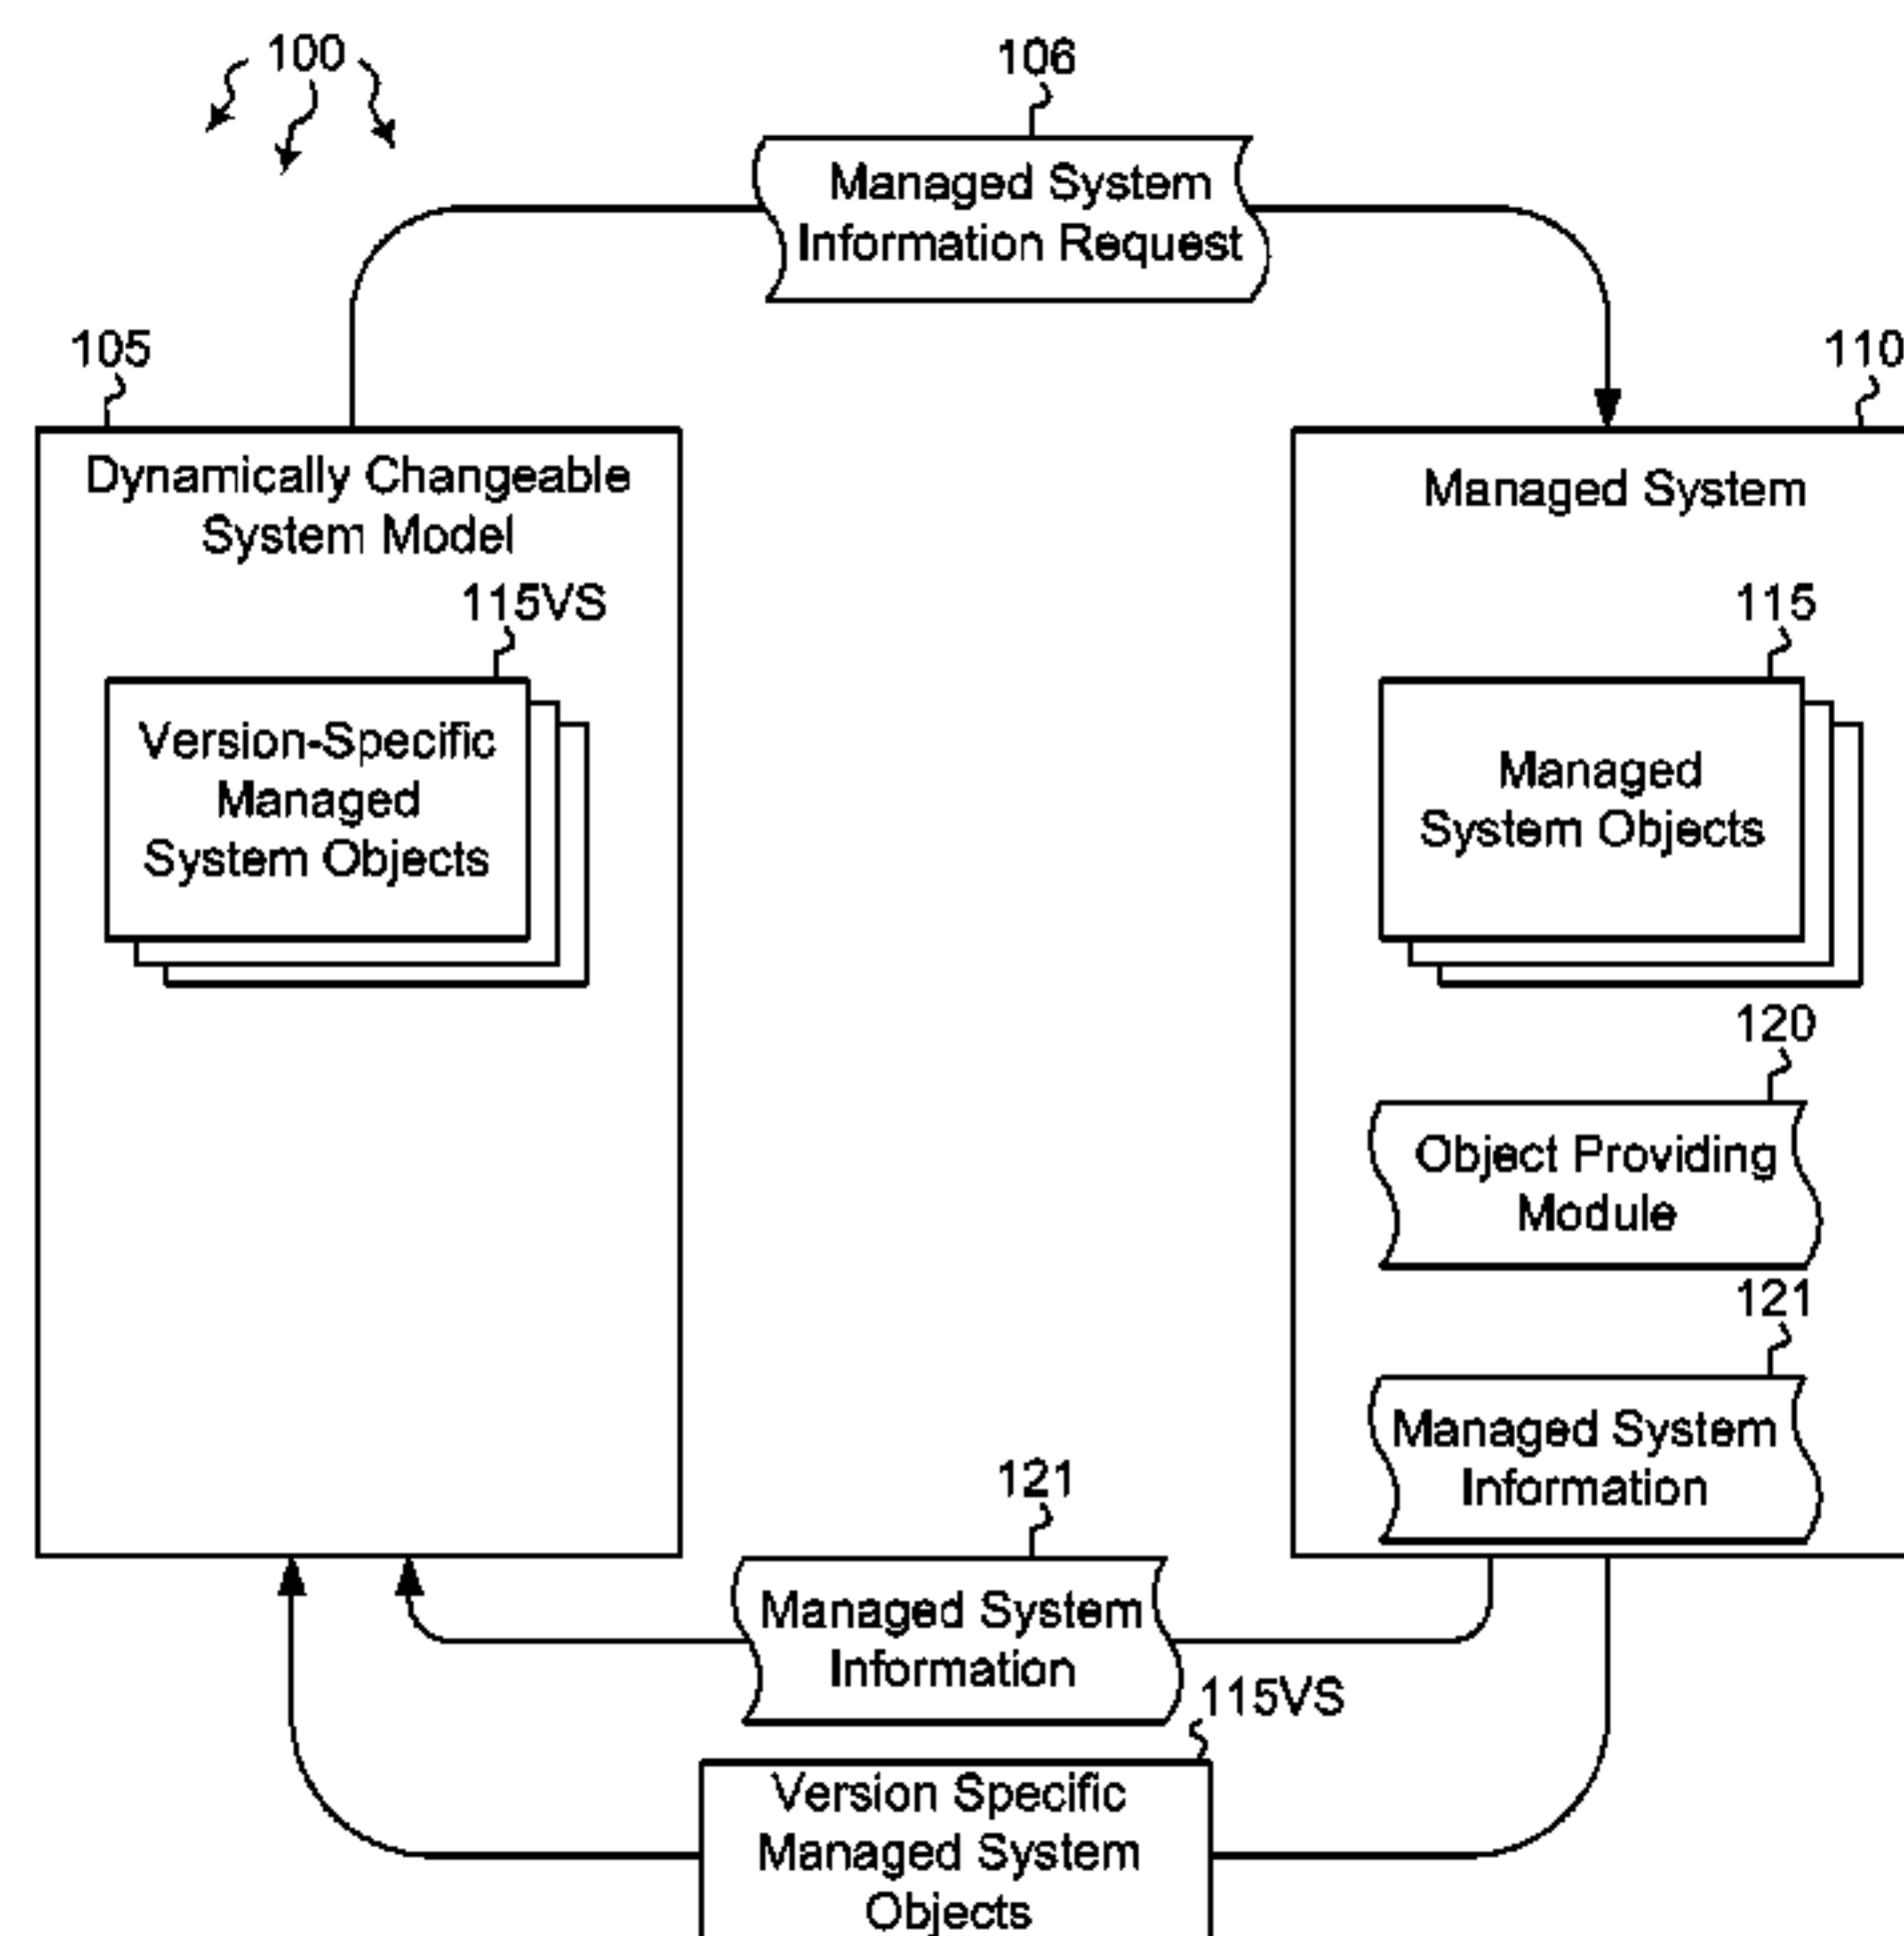 100
106
Managed System
Information Request
105
110
Dynamically Changeable
System Model
Managed System
115VS
115
Version-Specific
Managed
System Objects
Managed
System Objects
120
Object Providing
Module
121
Managed System
Information
121
Managed System
Information
115VS
Version Specific
Managed System
Objects